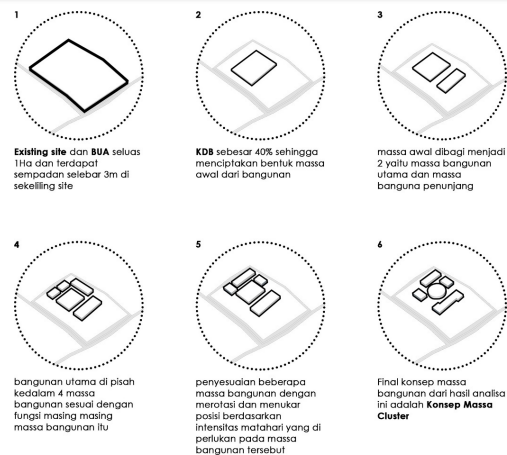 1
Existing site dan BUA seluas
1Ha dan terdapat
sempadan selebar 3m di
sekeliling site
2
KDB sebesar 40% sehingga
menciptakan bentuk massa
awal dari bangunan
3
massa awal dibagi menjadi
2 yaitu massa bangunan
utama dan massa
banguna penunjang
4
bangunan utama di pisah
kedalam 4 massa
bangunan sesuai dengan
fungsi masing masing
massa bangunan itu
5
penyesuaian beberapa
massa bangunan dengan
merotasi dan menukar
posisi berdasarkan
intensitas matahari yang di
perlukan pada massa
bangunan tersebut
6
Final konsep massa
bangunan dari hasil analisa
ini adalah Konsep Massa
Cluster